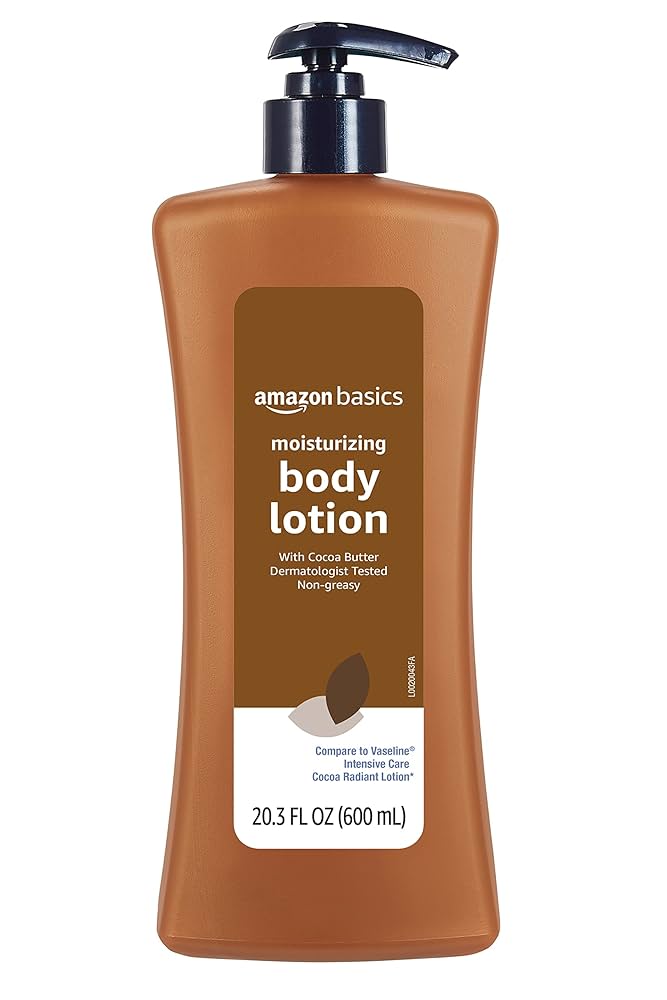 amazon basics
moisturizing
body
lotion
With Cocoa Butter
Dermatologist Tested
Non-greasy
L0020043FA
Compare to Vaseline®
Intensive Care
Cocoa Radiant Lotion*
20.3 FL OZ (600 mL)